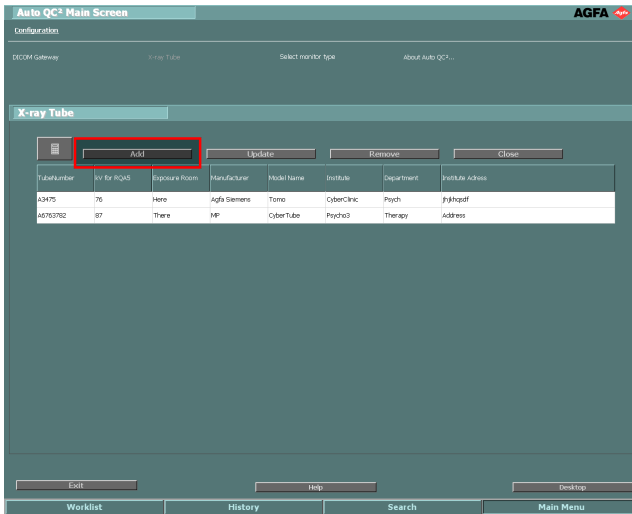 Auto QC² Main Screen
AGFA Agfa
Configuration
DICOM Gateway X-ray Tube Select monitor type About Auto QC²...
X-ray Tube
Add Update Remove Close
TubeNumber kV for RQA5 Exposure Room Manufacturer Model Name Institute Department Institute Adress
A3475 76 Here Agfa Siemens Tomo CyberClinic Psych jhjkhqsdf
A6763782 87 There MP CyberTube Psycho3 Therapy Address
Exit Help Desktop
Worklist History Search Main Menu